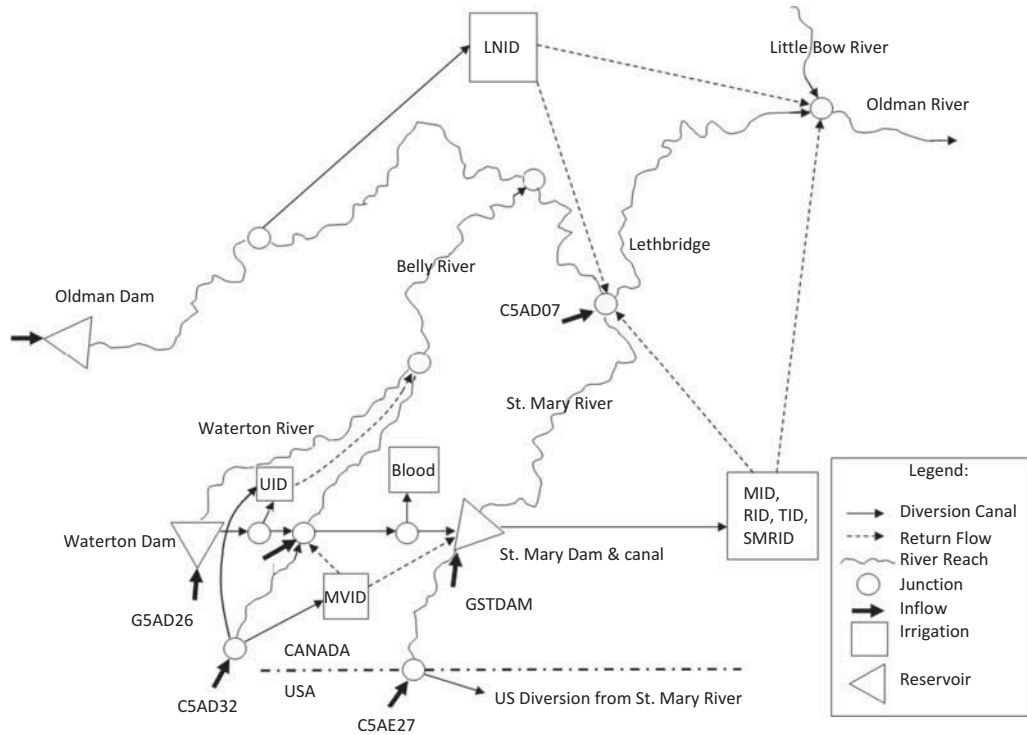 LNID
Little Bow River
Oldman River
Lethbridge
Belly River
Oldman Dam
C5AD07
St. Mary River
Waterton River
UID
Blood
Waterton Dam
St. Mary Dam & canal
MID,
RID, TID,
SMRID
MVID
GSTDAM
G5AD26
CANADA
USA
C5AD32
C5AE27
US Diversion from St. Mary River
Legend:
Diversion Canal
Return Flow
River Reach
Junction
Inflow
Irrigation
Reservoir